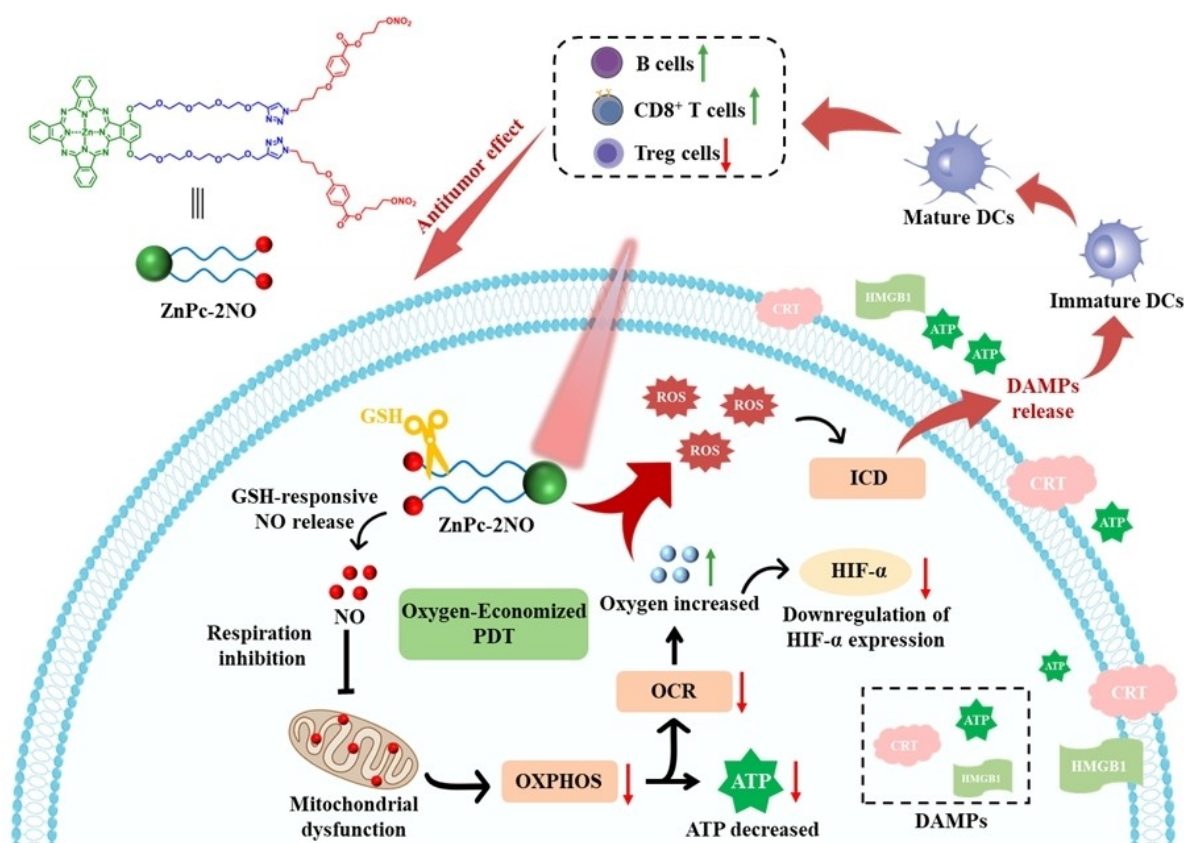 ONO₂
O
O
O
N
N=N
O
O
O
O
O
N
N
N
N
Zn
N
N
N
N
O
O
O
O
O
N=N
N
O
O
O
ONO₂
ZnPc-2NO
B cells
CD8⁺ T cells
Treg cells
Antitumor effect
Mature DCs
Immature DCs
CRT
HMGB1
ATP
ATP
DAMPs
release
ROS
ROS
ROS
ICD
GSH
ZnPc-2NO
GSH-responsive
NO release
NO
Respiration
inhibition
Oxygen-Economized
PDT
Oxygen increased
HIF-α
Downregulation of
HIF-α expression
OCR
OXPHOS
ATP
ATP decreased
Mitochondrial
dysfunction
CRT
ATP
ATP
CRT
HMGB1
CRT
ATP
HMGB1
DAMPs